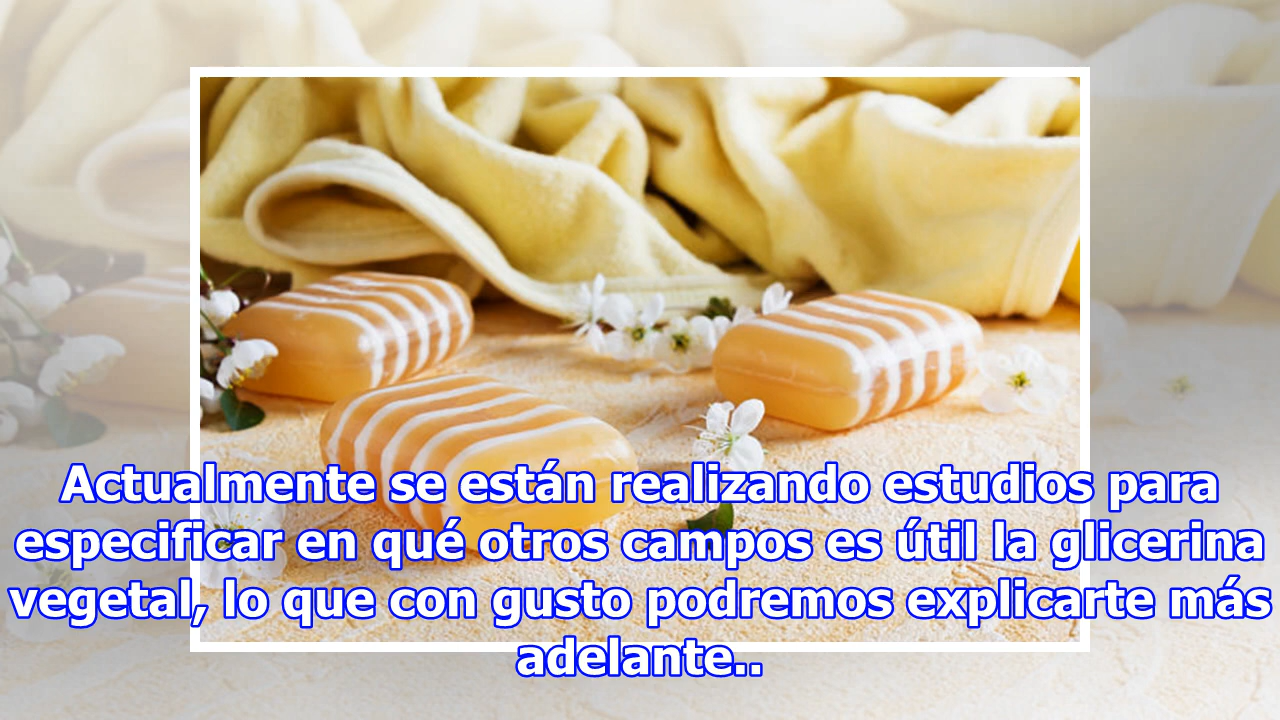 Actualmente se están realizando estudios para
especificar en qué otros campos es útil la glicerina
vegetal, lo que con gusto podremos explicarte más
adelante..